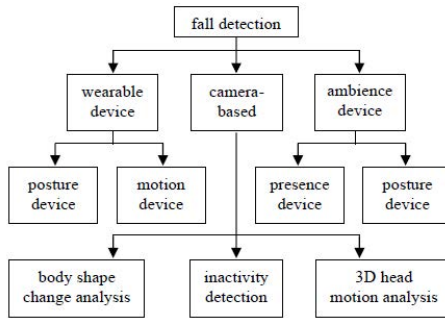 fall detection
wearable
device
camera-
based
ambience
device
posture
device
motion
device
presence
device
posture
device
body shape
change analysis
inactivity
detection
3D head
motion analysis